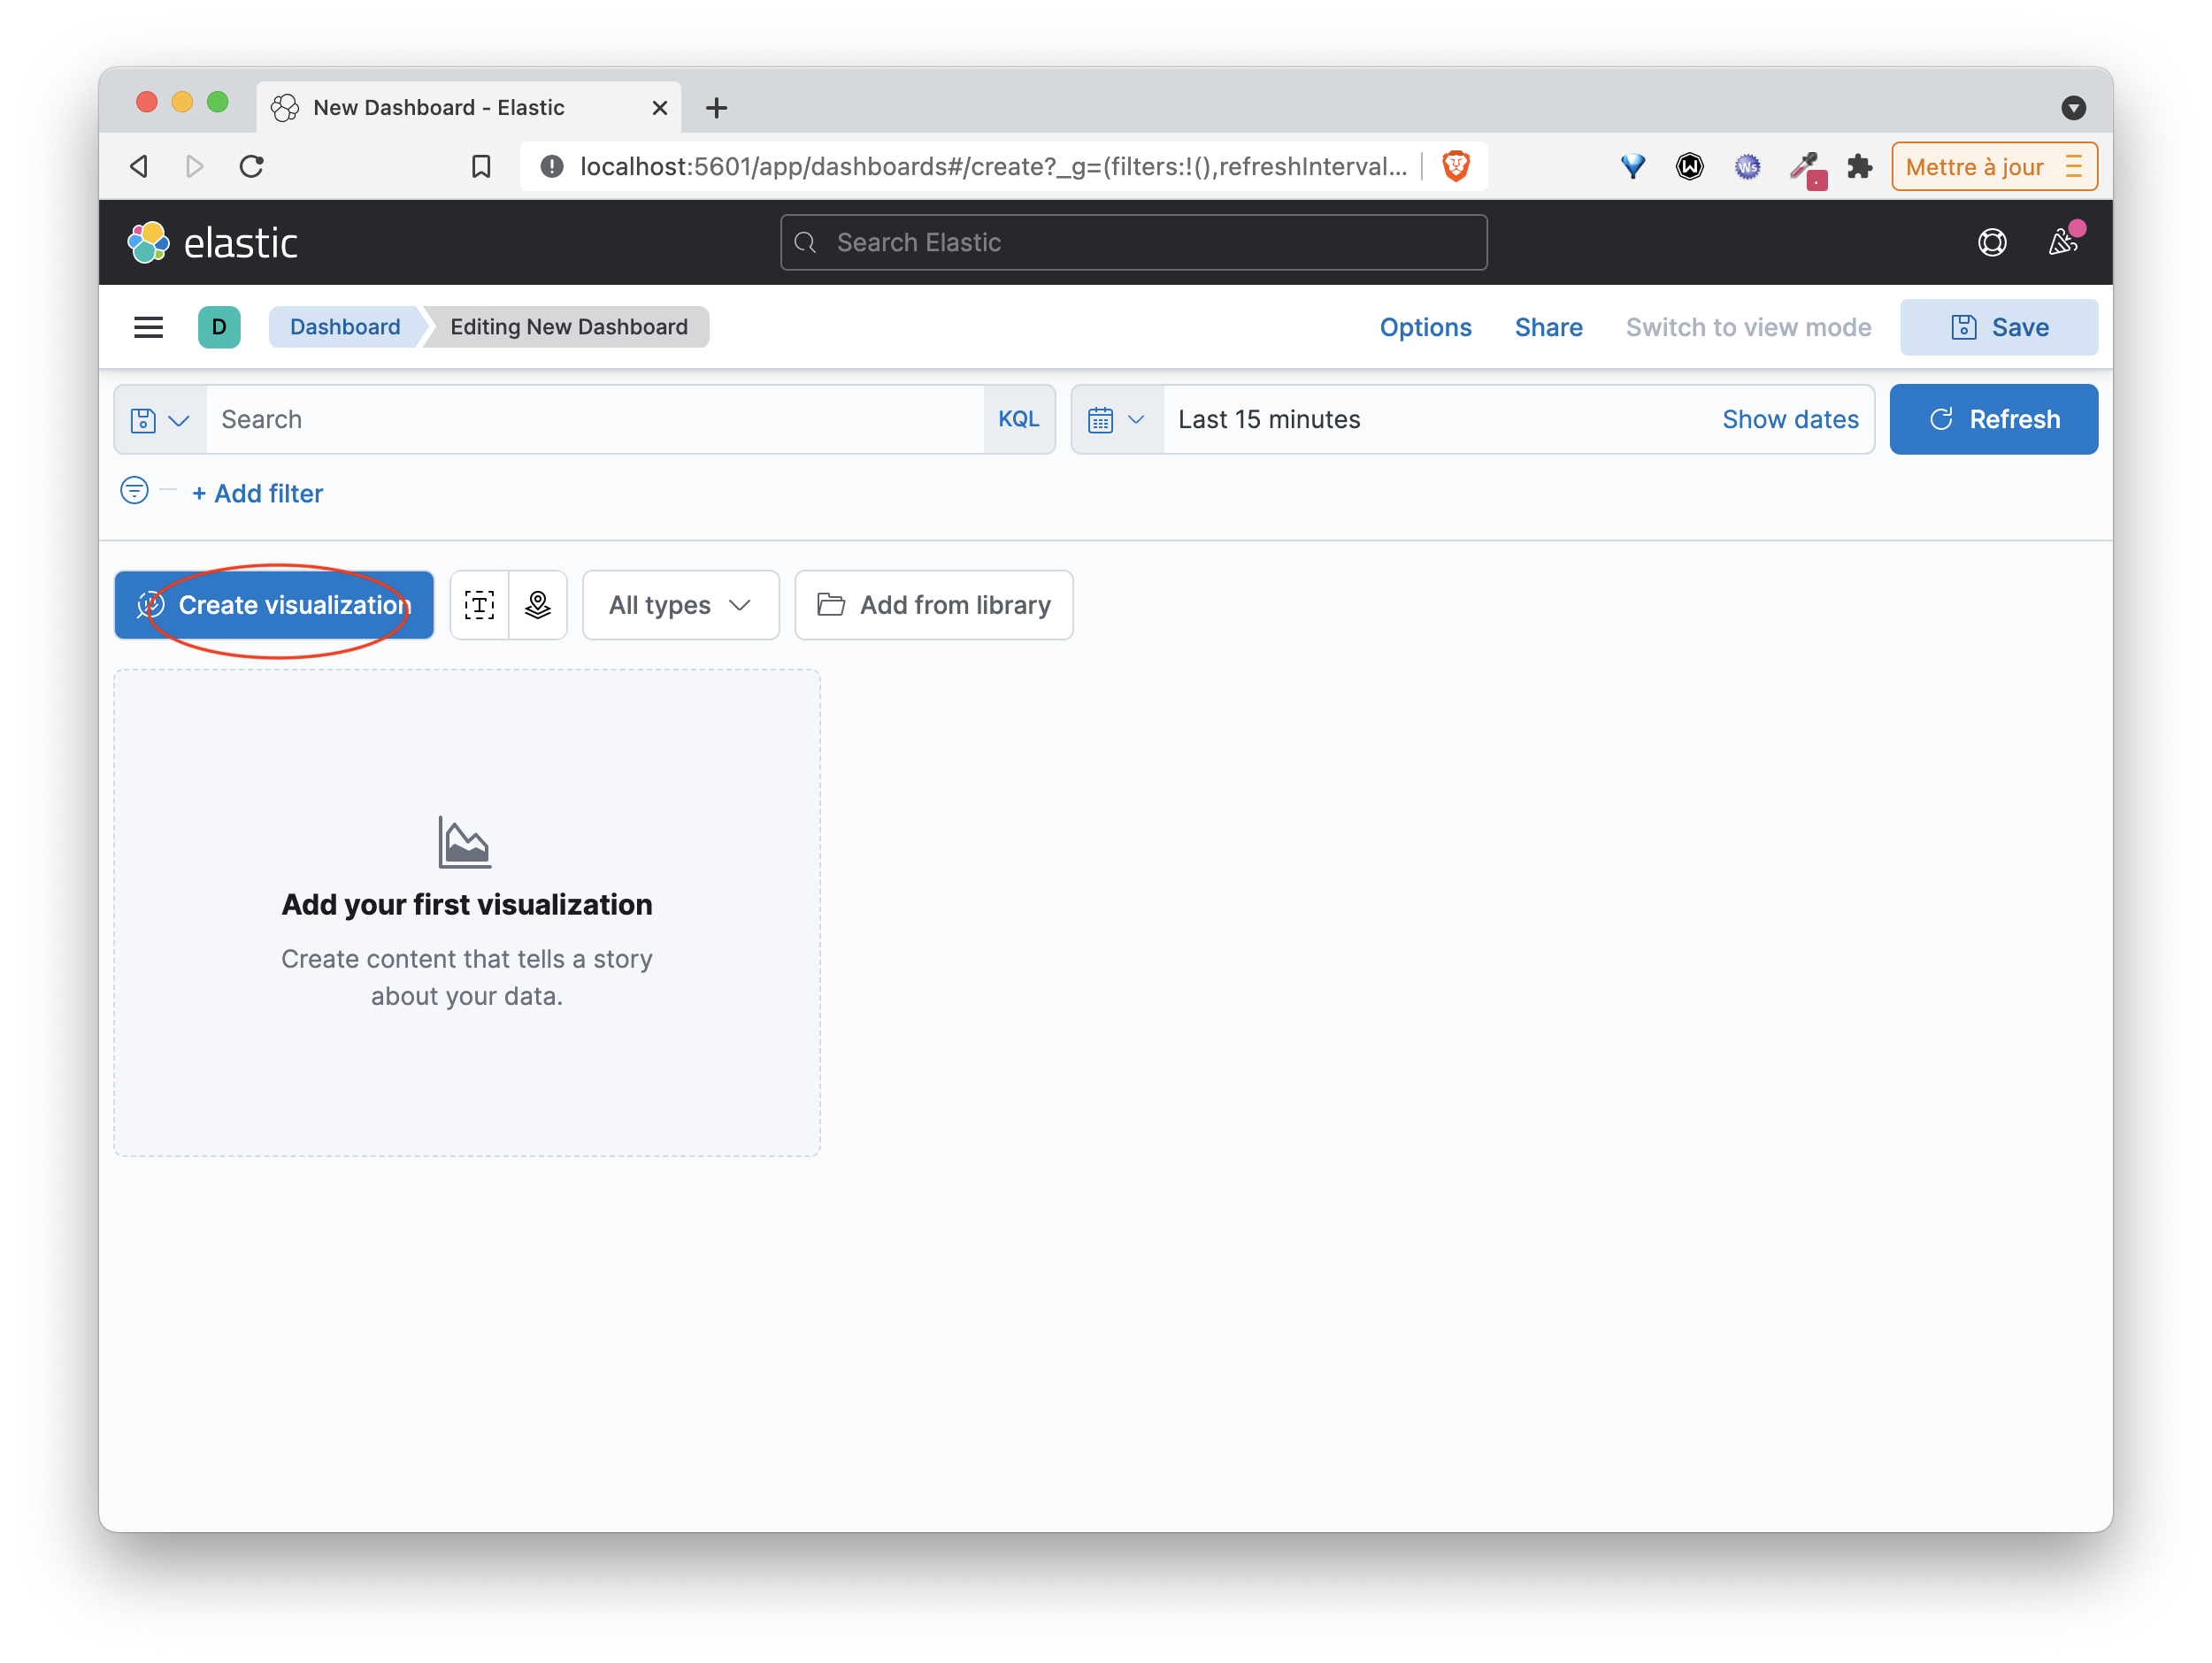 New Dashboard - Elastic
localhost:5601/app/dashboards#/create?_g=(filters:!(),refreshInterval...
Mettre à jour
elastic
Search Elastic
D
Dashboard
Editing New Dashboard
Options
Share
Switch to view mode
Save
Search
KQL
Last 15 minutes
Show dates
Refresh
+ Add filter
Create visualization
All types
Add from library
Add your first visualization
Create content that tells a story
about your data.